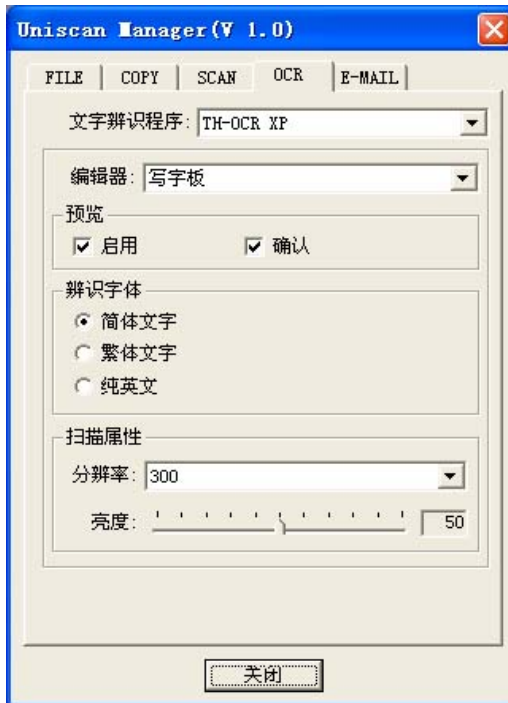 Uniscan Manager(V 1.0)
FILE COPY SCAN OCR E-MAIL
文字辨识程序: TH-OCR XP
编辑器: 写字板
预览
启用 确认
辨识字体
简体文字
繁体文字
纯英文
扫描属性
分辨率: 300
亮度: 50
关闭